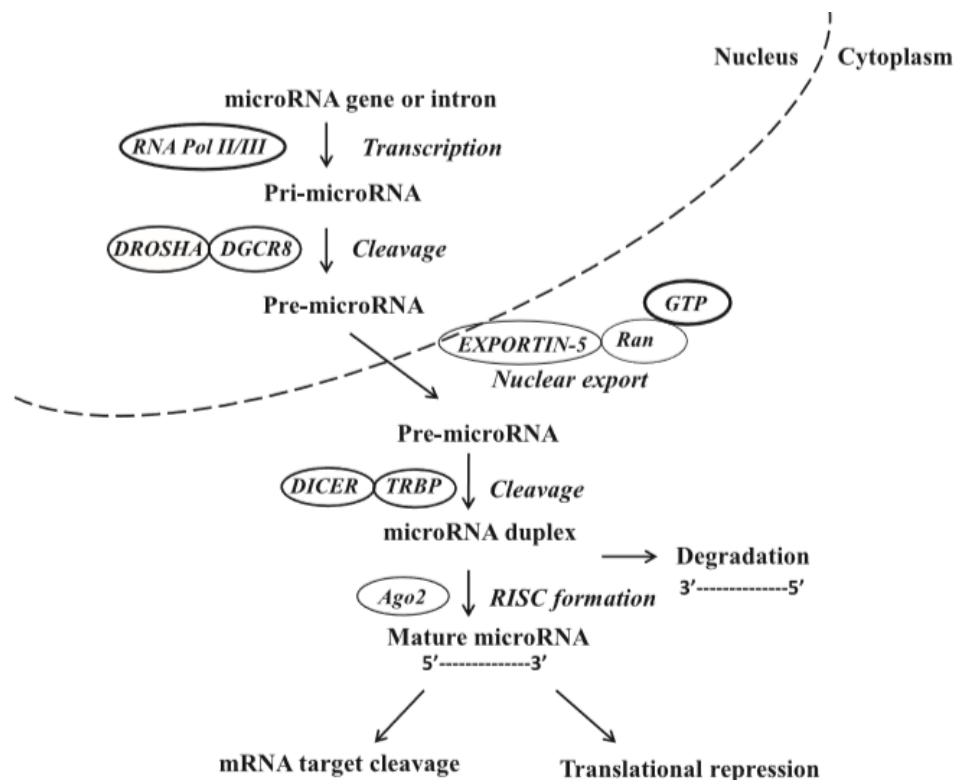 Nucleus
Cytoplasm
microRNA gene or intron
RNA Pol II/III
Transcription
Pri-microRNA
DROSHA
DGCR8
Cleavage
Pre-microRNA
GTP
EXPORTIN-5
Ran
Nuclear export
Pre-microRNA
DICER
TRBP
Cleavage
microRNA duplex
Degradation
3’--------------5’
Ago2
RISC formation
Mature microRNA
5’--------------3’
mRNA target cleavage
Translational repression